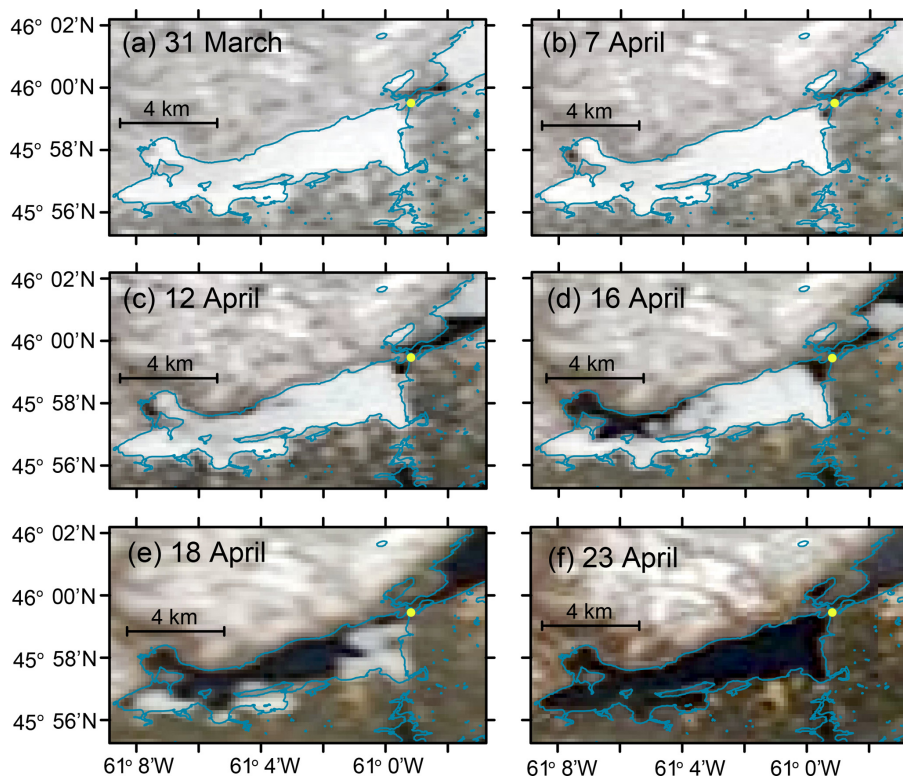 46° 02'N
46° 00'N
45° 58'N
45° 56'N
(a) 31 March
4 km
(b) 7 April
4 km
46° 02'N
46° 00'N
45° 58'N
45° 56'N
(c) 12 April
4 km
(d) 16 April
4 km
46° 02'N
46° 00'N
45° 58'N
45° 56'N
(e) 18 April
4 km
(f) 23 April
4 km
61° 8'W
61° 4'W
61° 0'W
61° 8'W
61° 4'W
61° 0'W